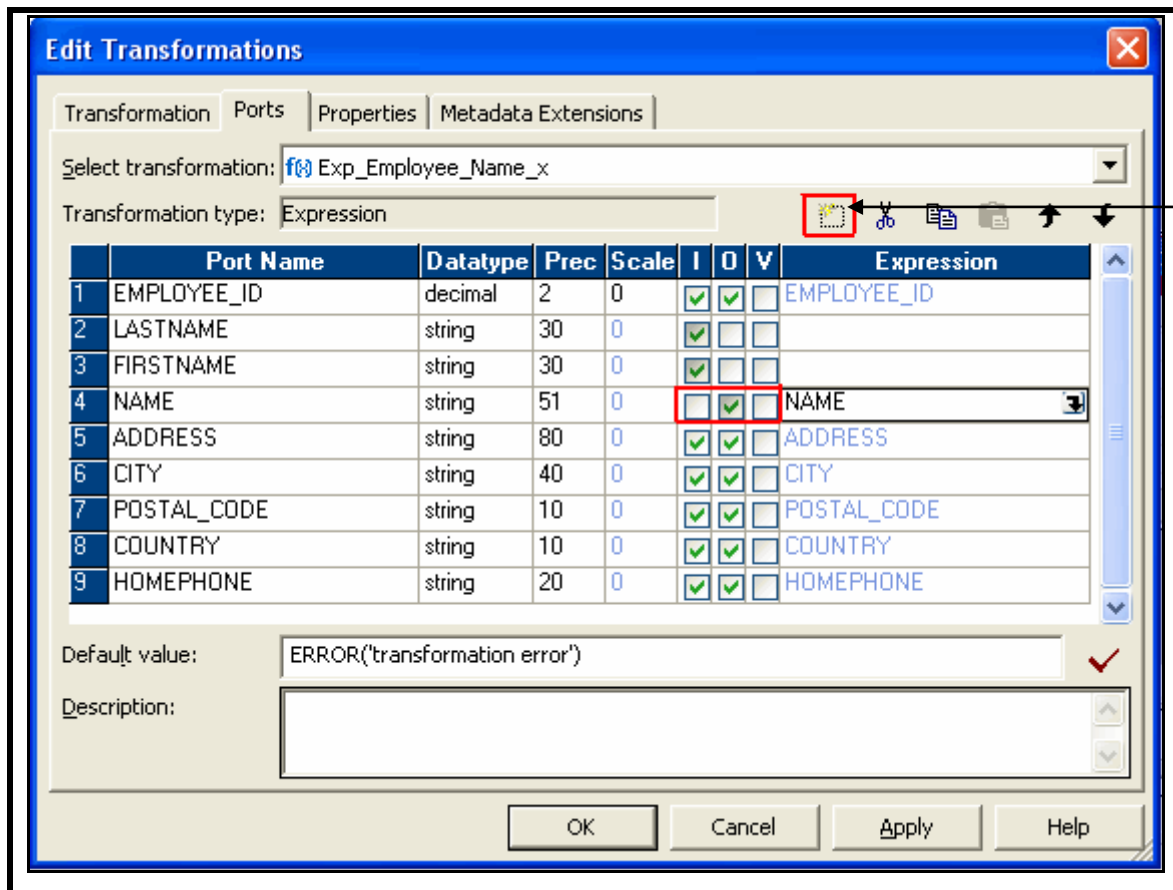 Edit Transformations
Transformation Ports Properties Metadata Extensions
Select transformation: f(x) Exp_Employee_Name_x
Transformation type: Expression
Port Name Datatype Prec Scale I O V Expression
1 EMPLOYEE_ID decimal 2 0 EMPLOYEE_ID
2 LASTNAME string 30 0
3 FIRSTNAME string 30 0
4 NAME string 51 0 NAME
5 ADDRESS string 80 0 ADDRESS
6 CITY string 40 0 CITY
7 POSTAL_CODE string 10 0 POSTAL_CODE
8 COUNTRY string 10 0 COUNTRY
9 HOMEPHONE string 20 0 HOMEPHONE
Default value: ERROR('transformation error')
Description:
OK Cancel Apply Help